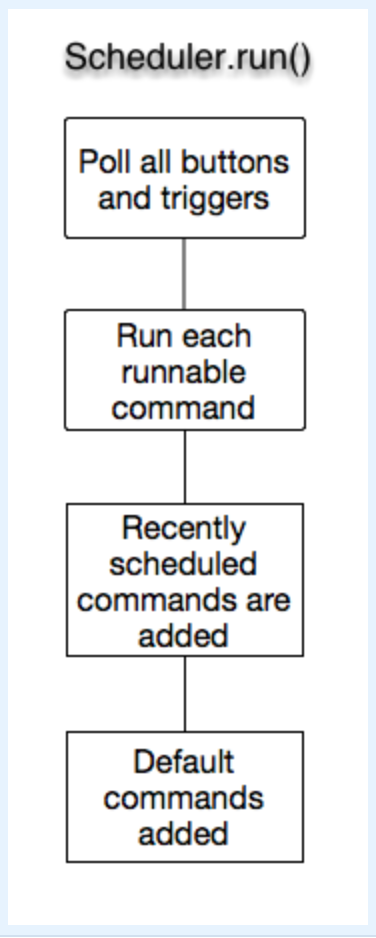 Scheduler.run()
Poll all buttons
and triggers
Run each
runnable
command
Recently
scheduled
commands are
added
Default
commands
added